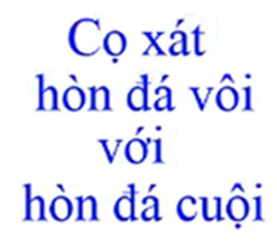 Cọ xát
hòn đá vôi
với
hòn đá cuội